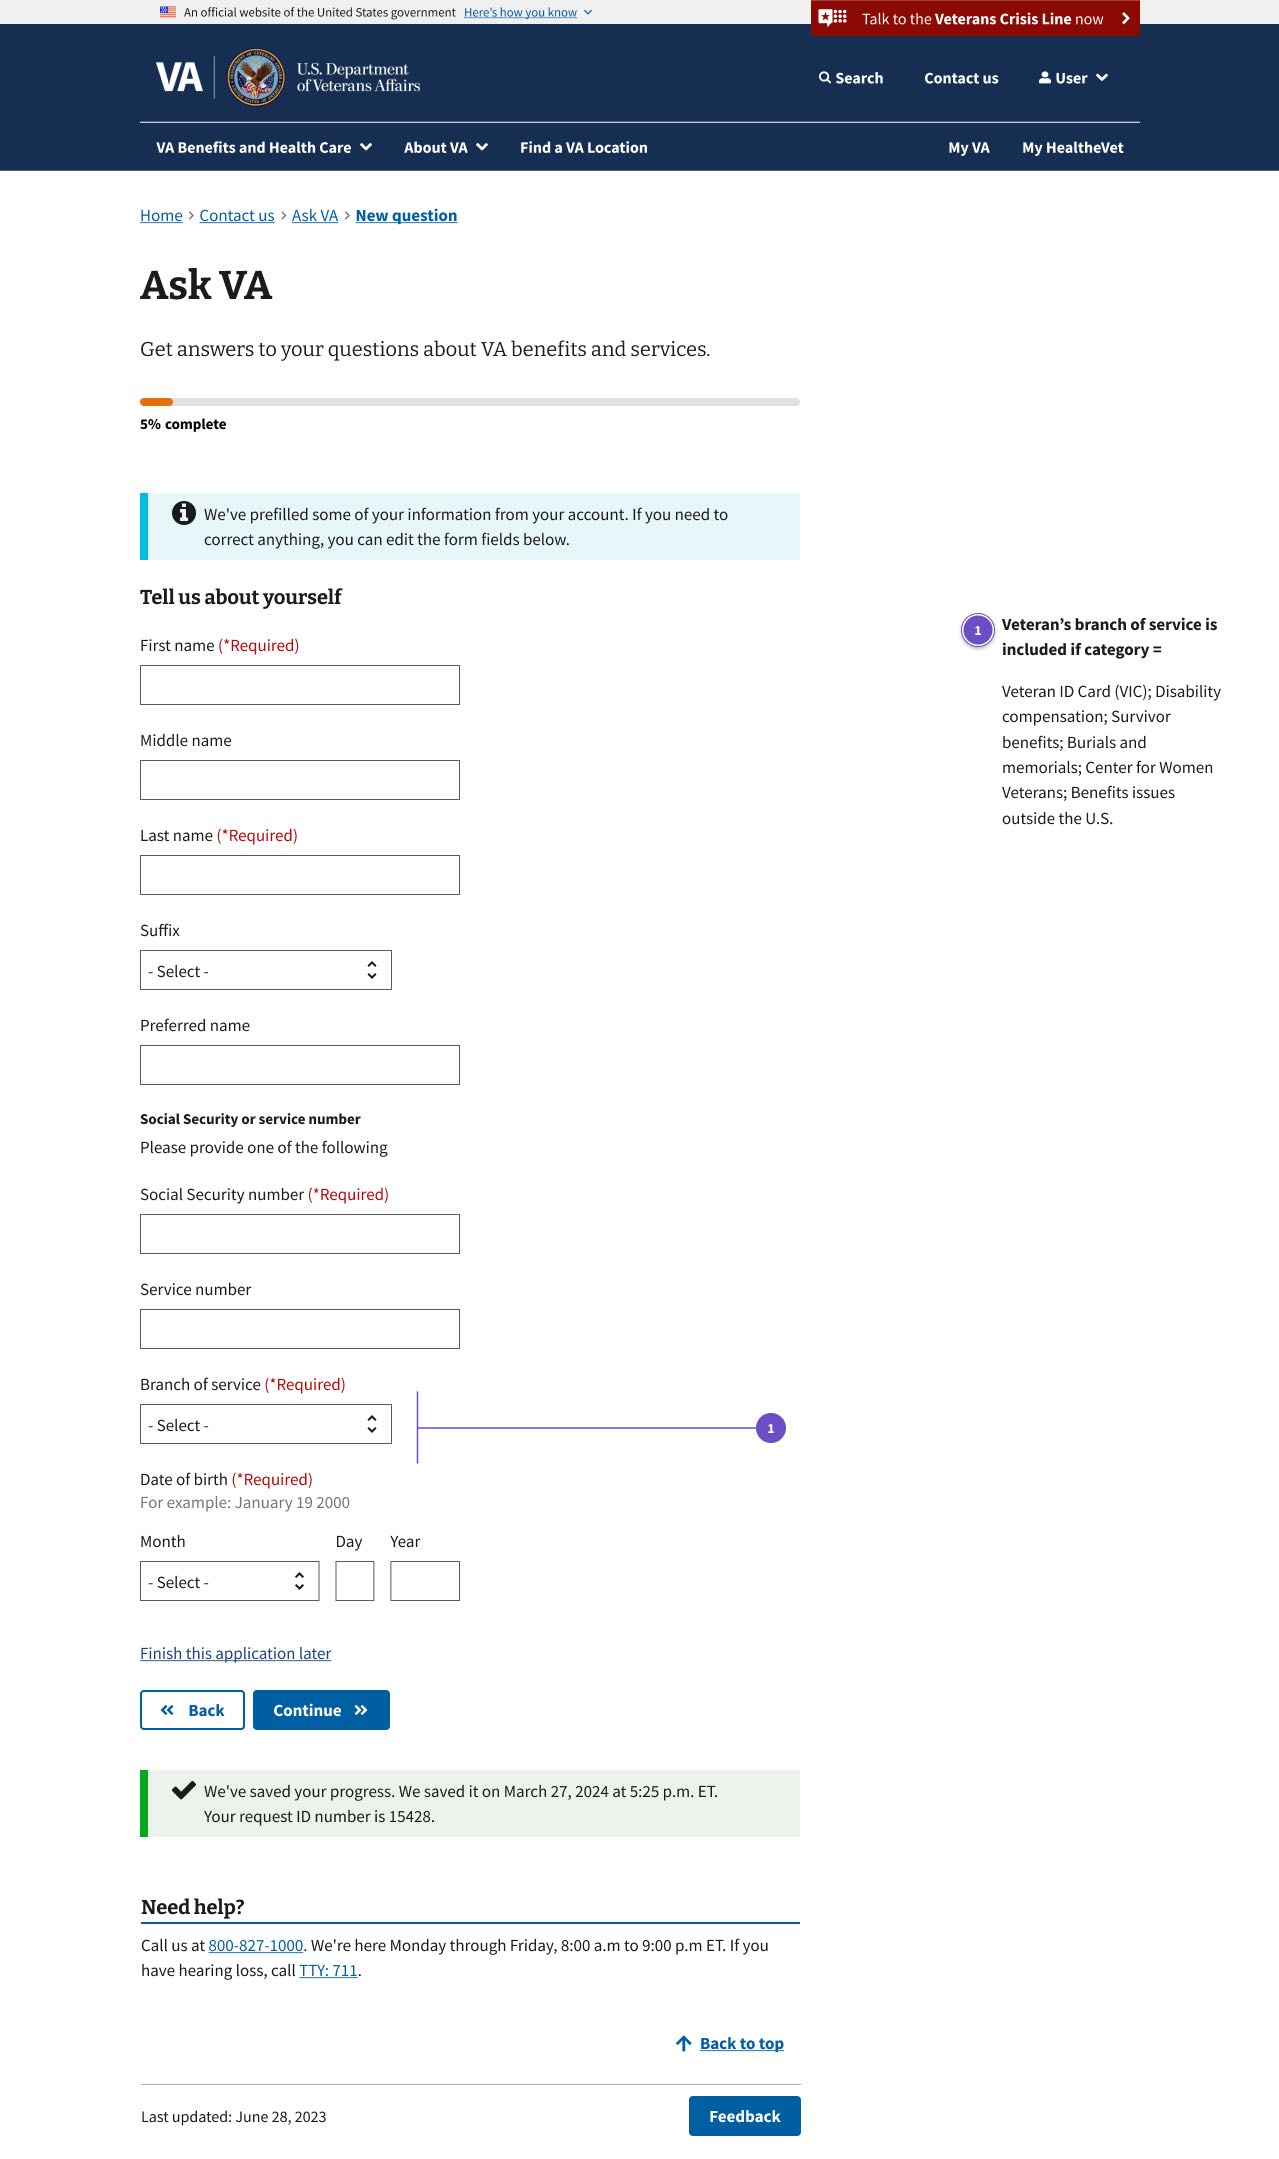 An official website of the United States government Here's how you know
Talk to the Veterans Crisis Line now
VA
U.S. Department
of Veterans Affairs
Search Contact us User
VA Benefits and Health Care About VA Find a VA Location My VA My HealtheVet
Home > Contact us > Ask VA > New question
Ask VA
Get answers to your questions about VA benefits and services.
5% complete
We've prefilled some of your information from your account. If you need to
correct anything, you can edit the form fields below.
Tell us about yourself
First name (*Required)
Middle name
Last name (*Required)
Suffix
- Select -
Preferred name
Social Security or service number
Please provide one of the following
Social Security number (*Required)
Service number
Branch of service (*Required)
- Select -
1
Date of birth (*Required)
For example: January 19 2000
Month Day Year
- Select -
Finish this application later
Back Continue
We've saved your progress. We saved it on March 27, 2024 at 5:25 p.m. ET.
Your request ID number is 15428.
Need help?
Call us at 800-827-1000. We're here Monday through Friday, 8:00 a.m to 9:00 p.m ET. If you
have hearing loss, call TTY: 711.
Back to top
Last updated: June 28, 2023
Feedback
1
Veteran's branch of service is
included if category =
Veteran ID Card (VIC); Disability
compensation; Survivor
benefits; Burials and
memorials; Center for Women
Veterans; Benefits issues
outside the U.S.